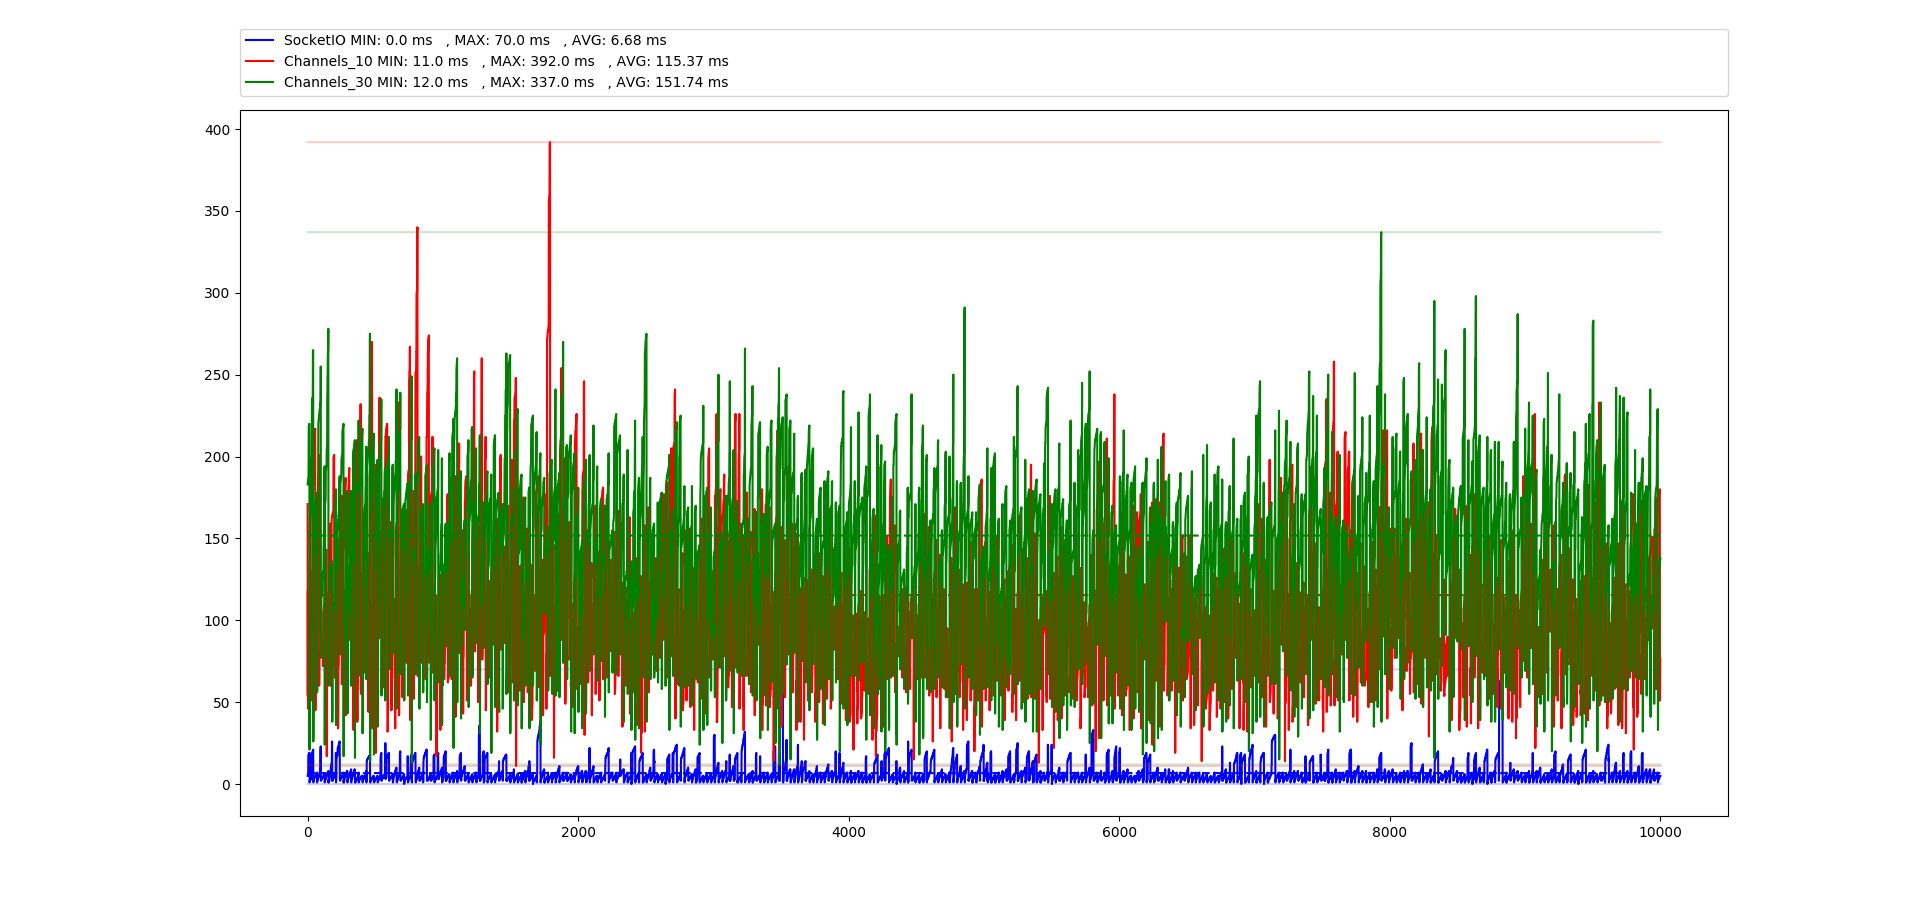 SocketIO MIN: 0.0 ms , MAX: 70.0 ms , AVG: 6.68 ms
Channels_10 MIN: 11.0 ms , MAX: 392.0 ms , AVG: 115.37 ms
Channels_30 MIN: 12.0 ms , MAX: 337.0 ms , AVG: 151.74 ms
400
350
300
250
200
150
100
50
0
0 2000 4000 6000 8000 10000